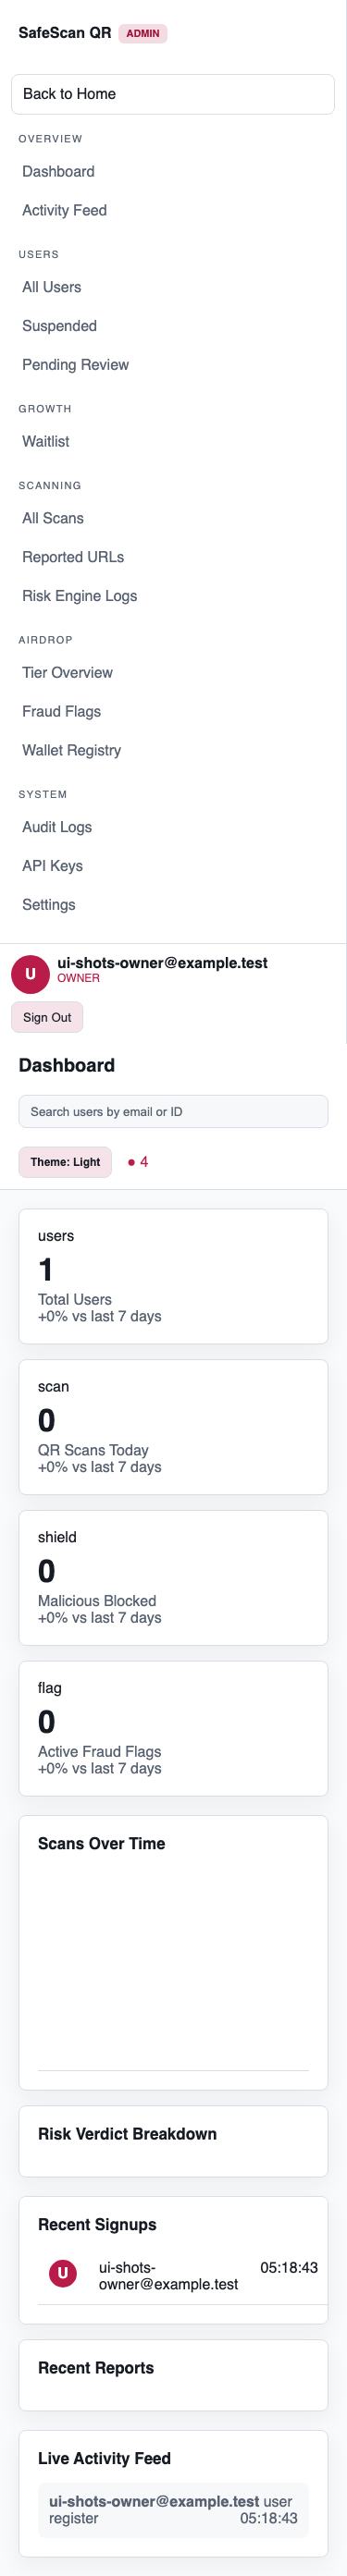 SafeScan QR ADMIN
Back to Home
OVERVIEW
Dashboard
Activity Feed
USERS
All Users
Suspended
Pending Review
GROWTH
Waitlist
SCANNING
All Scans
Reported URLs
Risk Engine Logs
AIRDROP
Tier Overview
Fraud Flags
Wallet Registry
SYSTEM
Audit Logs
API Keys
Settings
U
ui-shots-owner@example.test
OWNER
Sign Out
Dashboard
Search users by email or ID
Theme: Light
4
users
1
Total Users
+0% vs last 7 days
scan
0
QR Scans Today
+0% vs last 7 days
shield
0
Malicious Blocked
+0% vs last 7 days
flag
0
Active Fraud Flags
+0% vs last 7 days
Scans Over Time
Risk Verdict Breakdown
Recent Signups
U
ui-shots- 05:18:43
owner@example.test
Recent Reports
Live Activity Feed
ui-shots-owner@example.test user
register 05:18:43